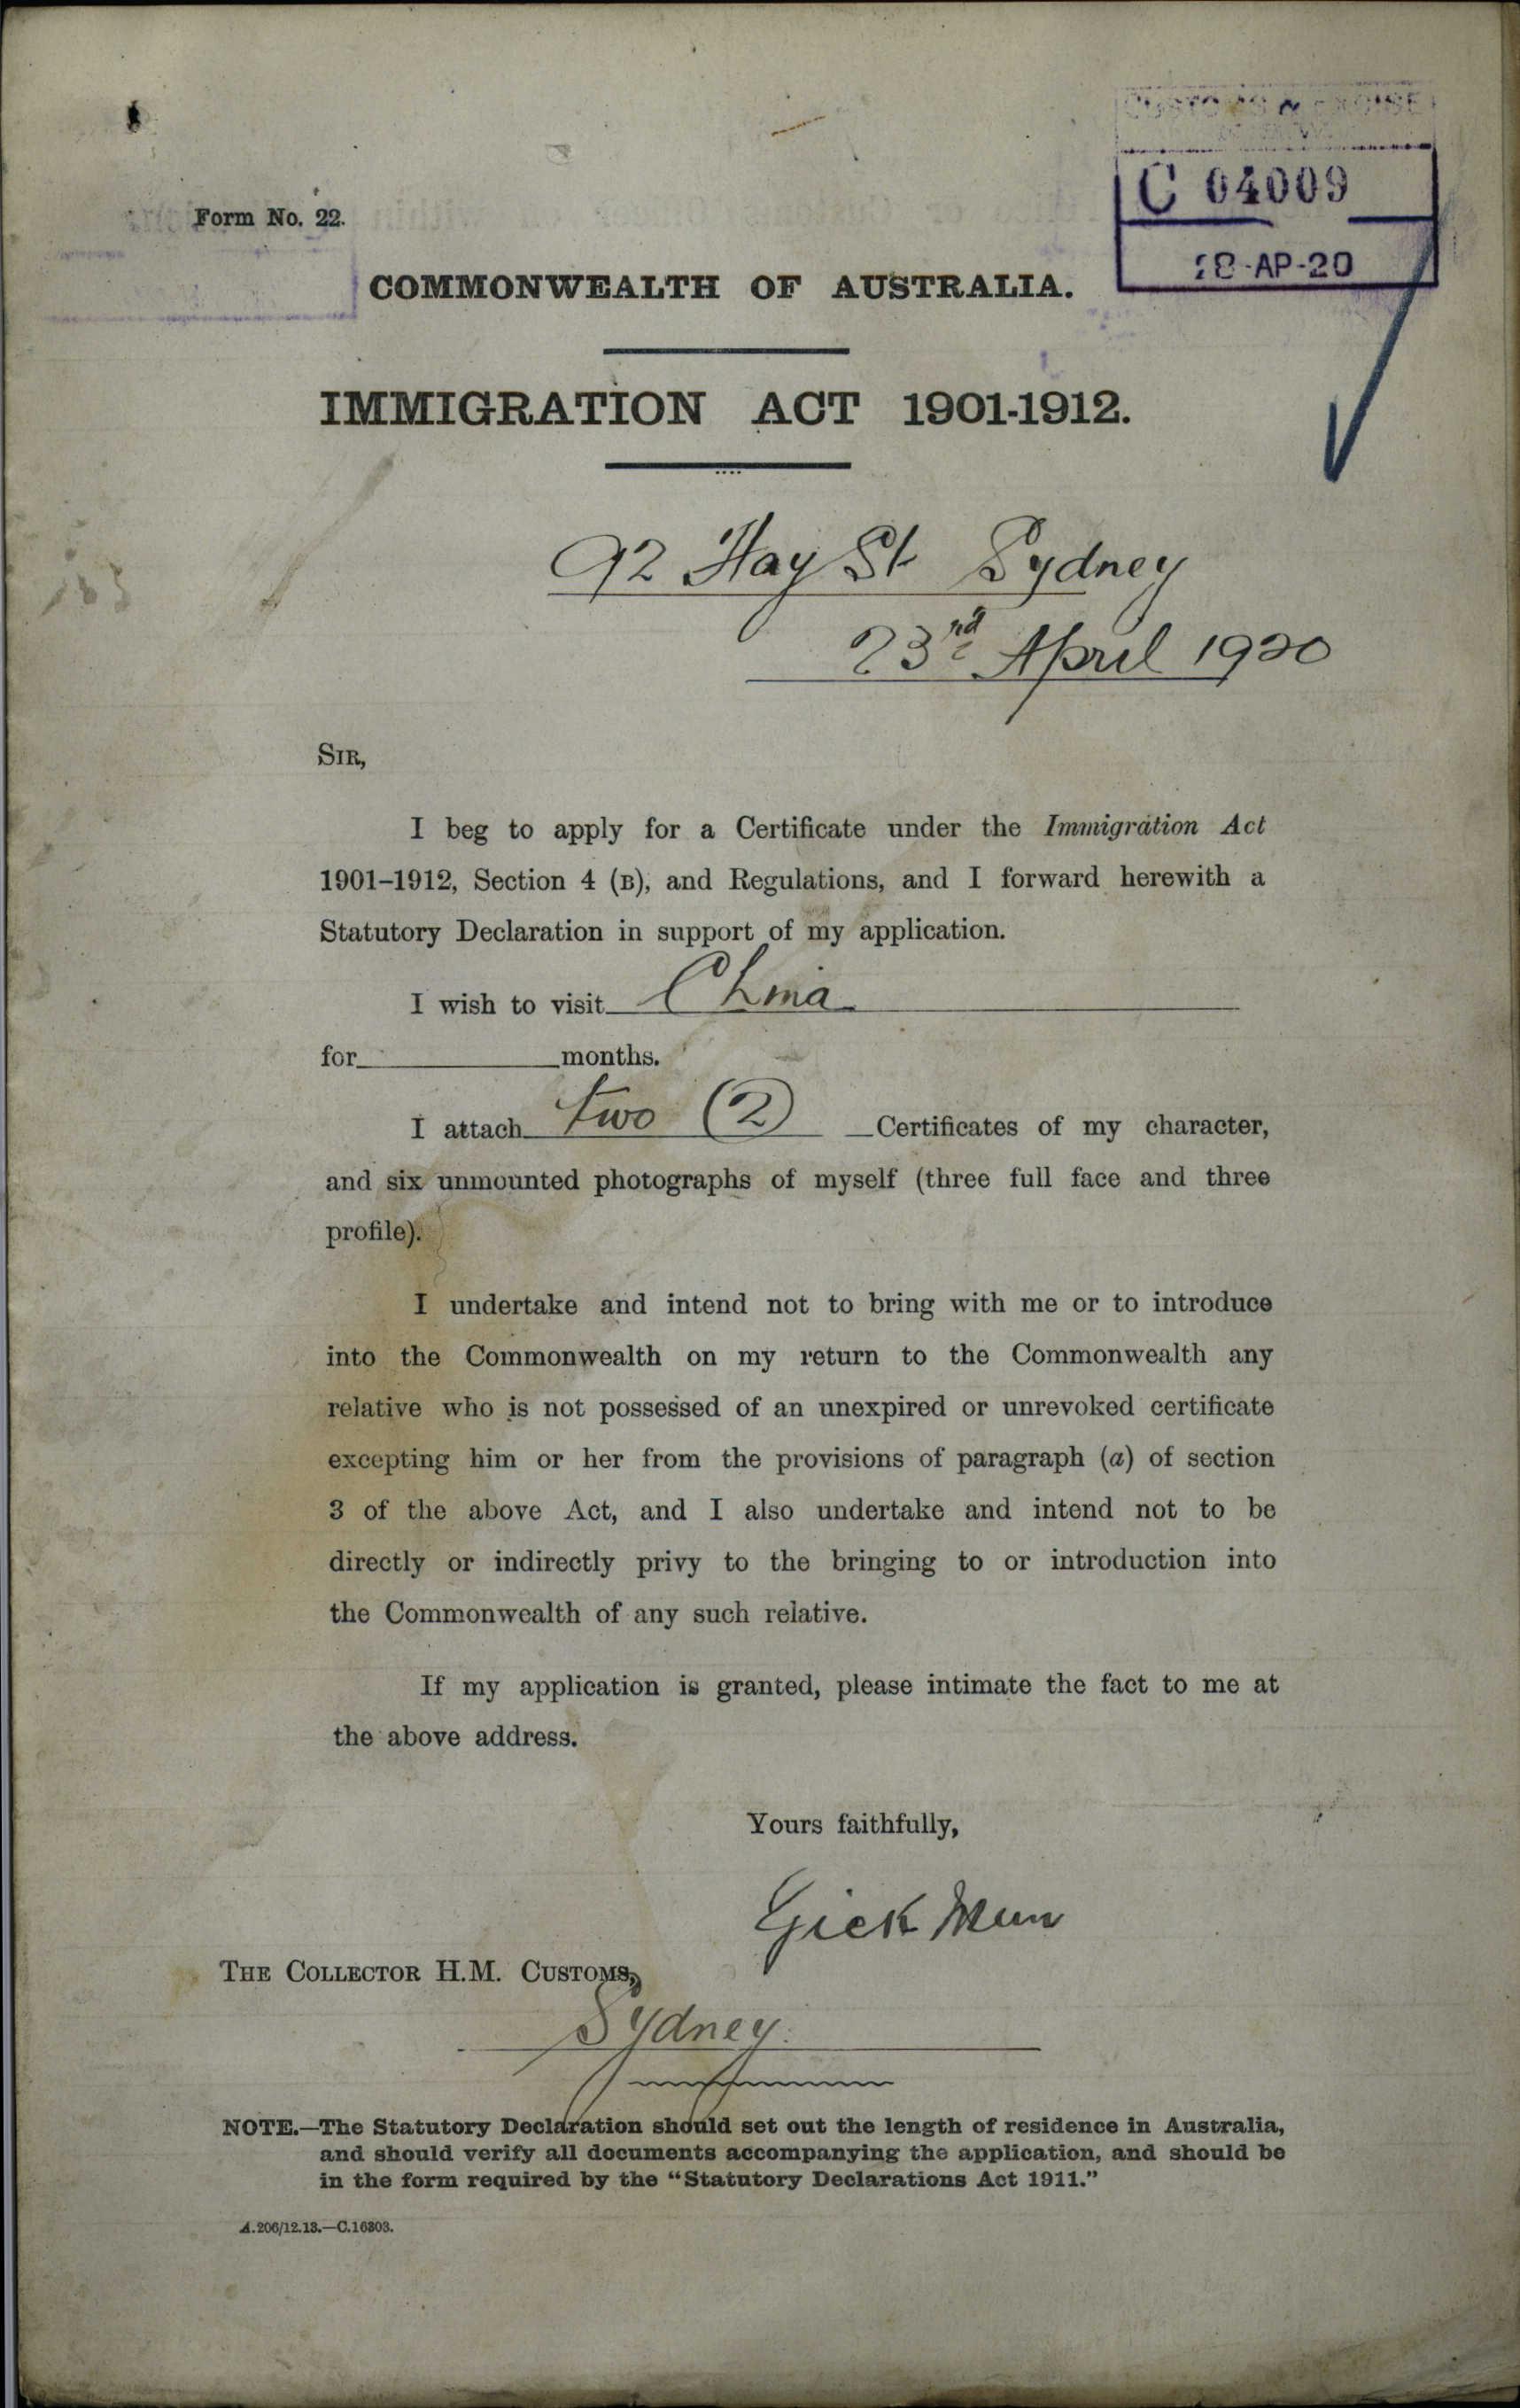 CUSTOMS & EXCISE
C 04009
28-AP-20
Form No. 22.
COMMONWEALTH OF AUSTRALIA.
IMMIGRATION ACT 1901-1912.
92 Hay St Sydney
23rd April 1920
SIR,
I beg to apply for a Certificate under the Immigration Act
1901–1912, Section 4 (B), and Regulations, and I forward herewith a
Statutory Declaration in support of my application.
I wish to visit China
for months.
I attach two (2) Certificates of my character,
and six unmounted photographs of myself (three full face and three
profile).
I undertake and intend not to bring with me or to introduce
into the Commonwealth on my return to the Commonwealth any
relative who is not possessed of an unexpired or unrevoked certificate
excepting him or her from the provisions of paragraph (a) of section
3 of the above Act, and I also undertake and intend not to be
directly or indirectly privy to the bringing to or introduction into
the Commonwealth of any such relative.
If my application is granted, please intimate the fact to me at
the above address.
Yours faithfully,
Gick Mun
THE COLLECTOR H.M. CUSTOMS,
Sydney.
NOTE.—The Statutory Declaration should set out the length of residence in Australia,
and should verify all documents accompanying the application, and should be
in the form required by the “Statutory Declarations Act 1911.”
A.206/12.13.—C.16303.